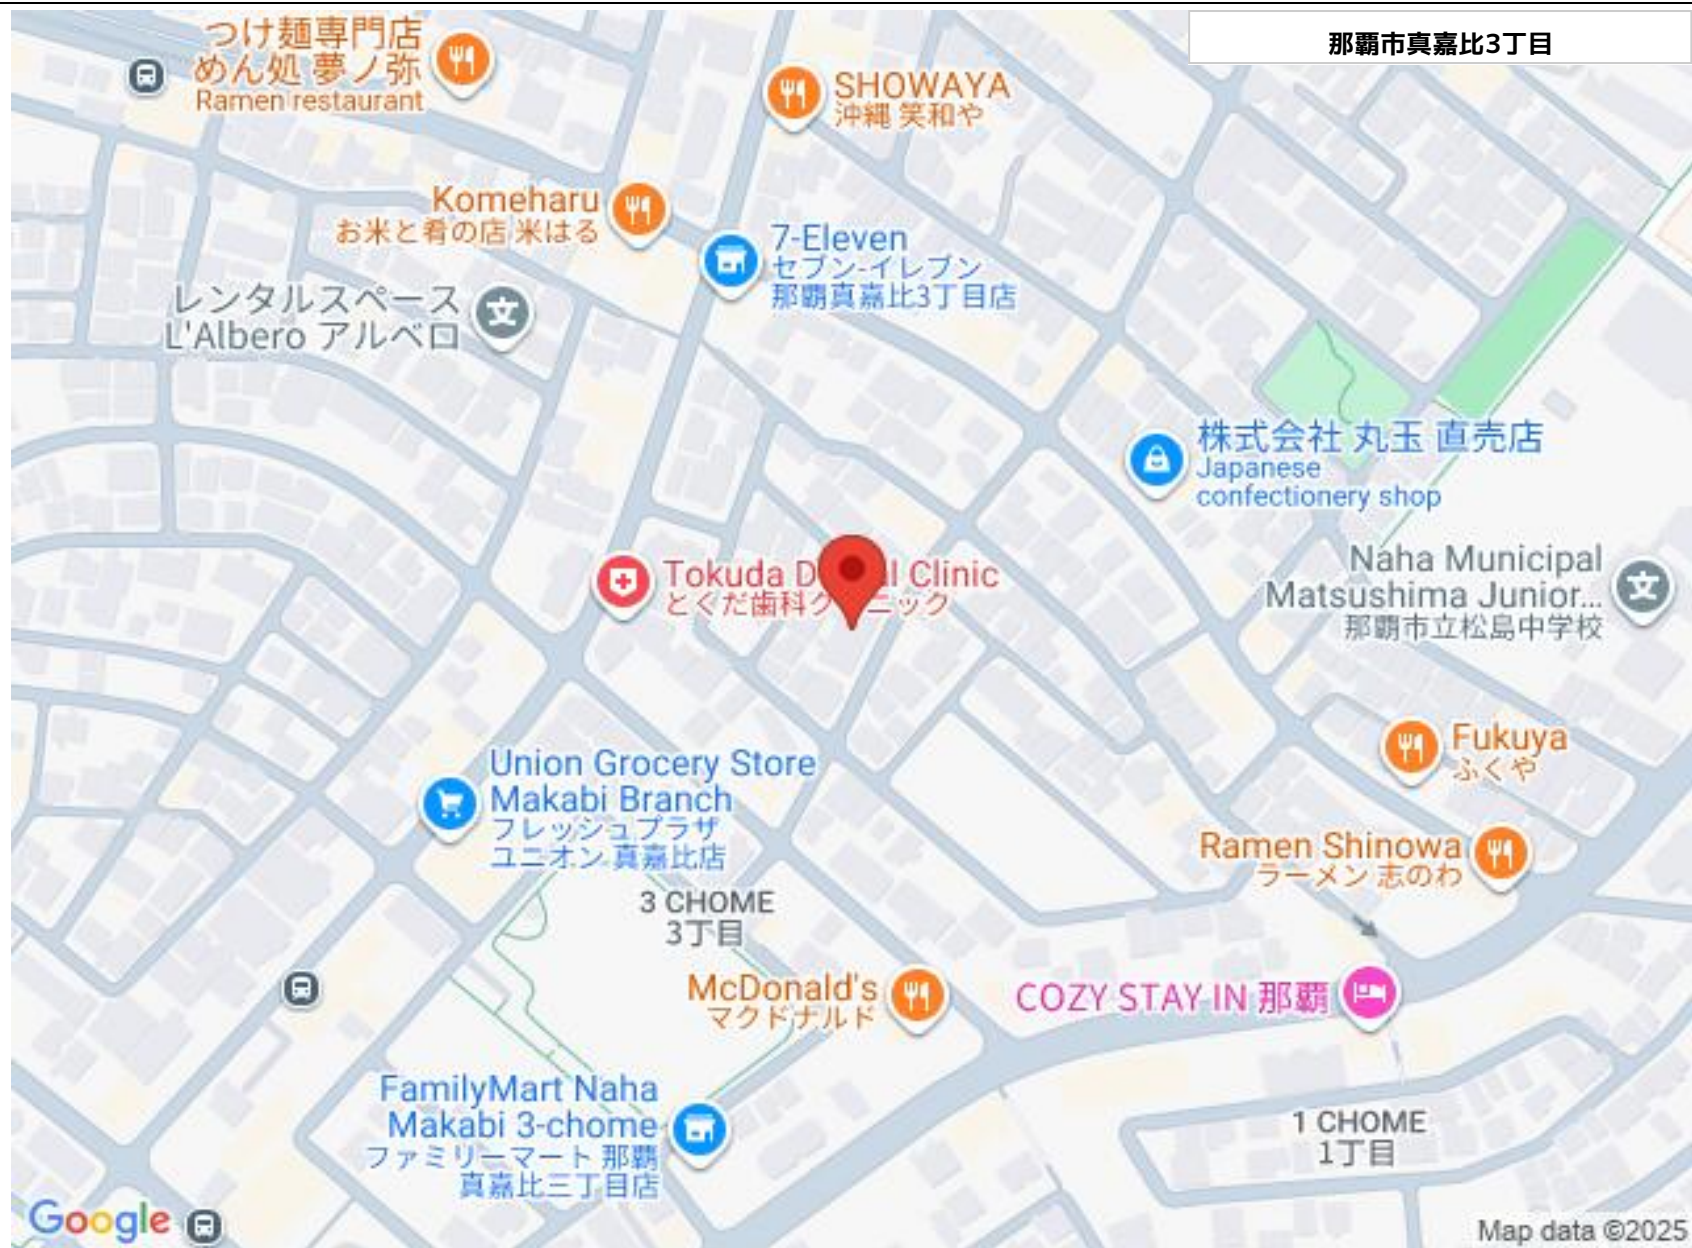 那覇市真嘉比3丁目
つけ麺専門店
めん処 夢ノ弥
Ramen restaurant
SHOWAYA
沖縄 笑和や
Komeharu
お米と肴の店 米はる
7-Eleven
セブン-イレブン
那覇真嘉比3丁目店
レンタルスペース
L'Albero アルベロ
株式会社 丸玉 直売店
Japanese
confectionery shop
Tokuda D l Clinic
とくだ歯科ク ニック
Naha Municipal
Matsushima Junior...
那覇市立松島中学校
Fukuya
ふくや
Union Grocery Store
Makabi Branch
フレッシュプラザ
ユニオン 真嘉比店
Ramen Shinowa
ラーメン 志のわ
3 CHOME
3丁目
McDonald's
マクドナルド
COZY STAY IN 那覇
FamilyMart Naha
Makabi 3-chome
ファミリーマート 那覇
真嘉比三丁目店
1 CHOME
1丁目
Google
Map data ©2025